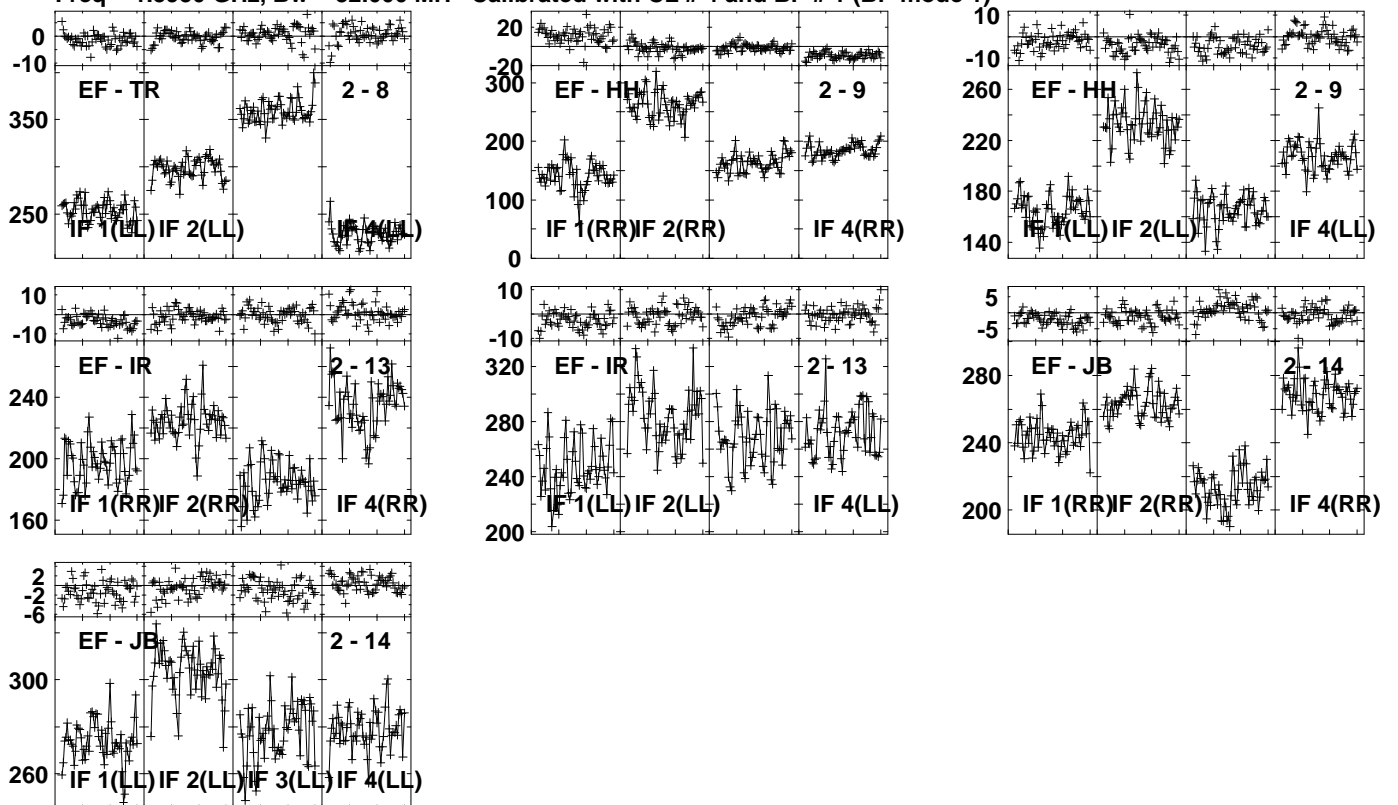 Freq GHz, Calibrated with and BP
0
-10
EF - TR 2 - 8
350
250
IF 1(LL) IF 2(LL) IF 4(LL)
20
-20
300
EF - HH 2 - 9
200
100
IF 1(RR) IF 2(RR) IF 4(RR)
0
10
-10
260
EF - HH 2 - 9
220
180
140
IF 1(LL) IF 2(LL) IF 4(LL)
10
-10
EF - IR 2 - 13
240
200
160
IF 1(RR) IF 2(RR) IF 4(RR)
10
-10
320
EF - IR 2 - 13
280
240
200
IF 1(LL) IF 2(LL) IF 4(LL)
5
-5
280
EF - JB 2 - 14
240
200
IF 1(RR) IF 2(RR) IF 4(RR)
2
-2
-6
EF - JB 2 - 14
300
260
IF 1(LL) IF 2(LL) IF 3(LL) IF 4(LL)